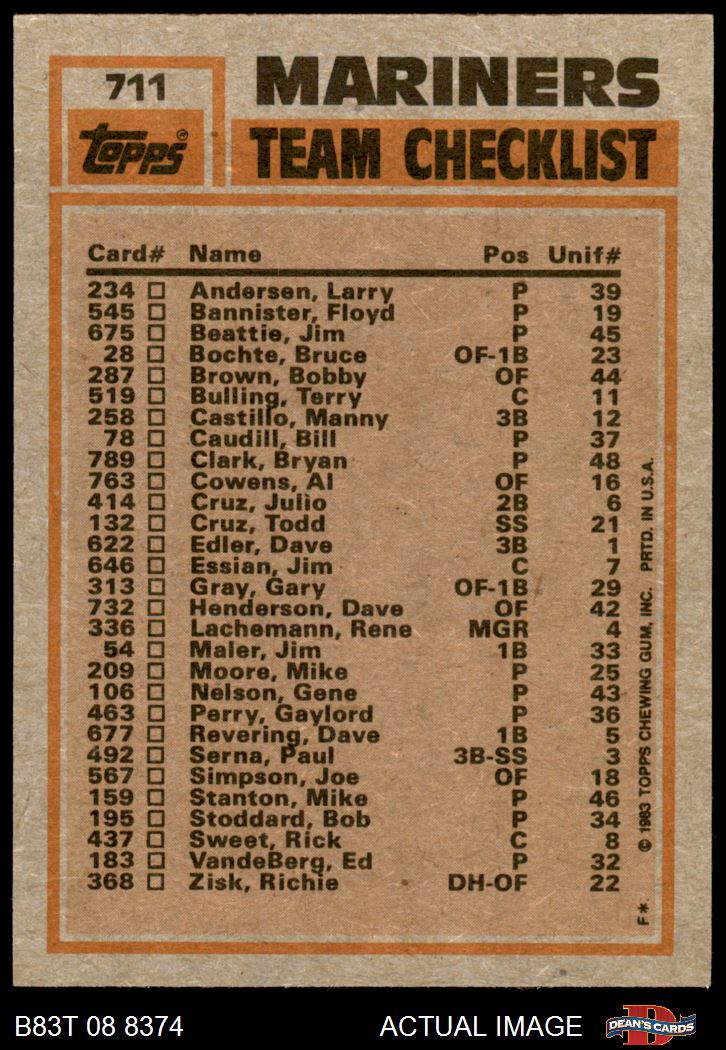 711
MARINERS
topps®
TEAM CHECKLIST
Card# Name Pos Unif#
234 Andersen, Larry P 39
545 Bannister, Floyd P 19
675 Beattie, Jim P 45
28 Bochte, Bruce OF-1B 23
287 Brown, Bobby OF 44
519 Bulling, Terry C 11
258 Castillo, Manny 3B 12
78 Caudill, Bill P 37
789 Clark, Bryan P 48
763 Cowens, Al OF 16
414 Cruz, Julio 2B 6
132 Cruz, Todd SS 21
622 Edler, Dave 3B 1
646 Essian, Jim C 7
313 Gray, Gary OF-1B 29
732 Henderson, Dave OF 42
336 Lachemann, Rene MGR 4
54 Maler, Jim 1B 33
209 Moore, Mike P 25
106 Nelson, Gene P 43
463 Perry, Gaylord P 36
677 Revering, Dave 1B 5
492 Serna, Paul 3B-SS 3
567 Simpson, Joe OF 18
159 Stanton, Mike P 46
195 Stoddard, Bob P 34
437 Sweet, Rick C 8
183 VandeBerg, Ed P 32
368 Zisk, Richie DH-OF 22
F*. © 1983 TOPPS CHEWING GUM, INC. PRTD. IN U.S.A.
B83T 08 8374
ACTUAL IMAGE
D
DEAN'S CARDS